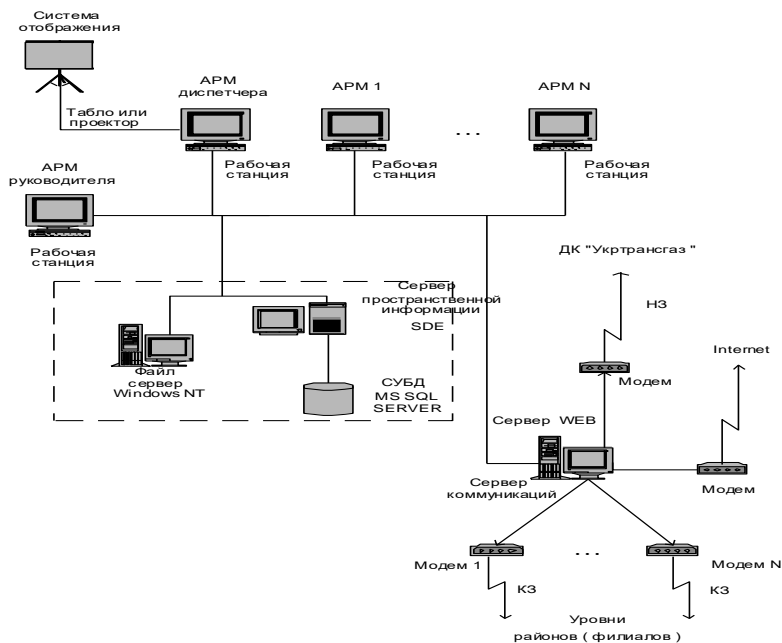 Система
отображения
АРМ
диспетчера
АРМ 1
АРМ N
Табло или
проектор
...
Рабочая
станция
Рабочая
станция
Рабочая
станция
АРМ
руководителя
Рабочая
станция
ДК "Укртрансгаз "
Сервер
пространственной
информации
SDE
НЗ
Internet
Файл
сервер
Windows NT
СУБД
MS SQL
SERVER
Модем
Сервер WEB
Сервер
коммуникаций
Модем
...
Модем 1
Модем N
КЗ
КЗ
Уровни
районов ( филиалов )